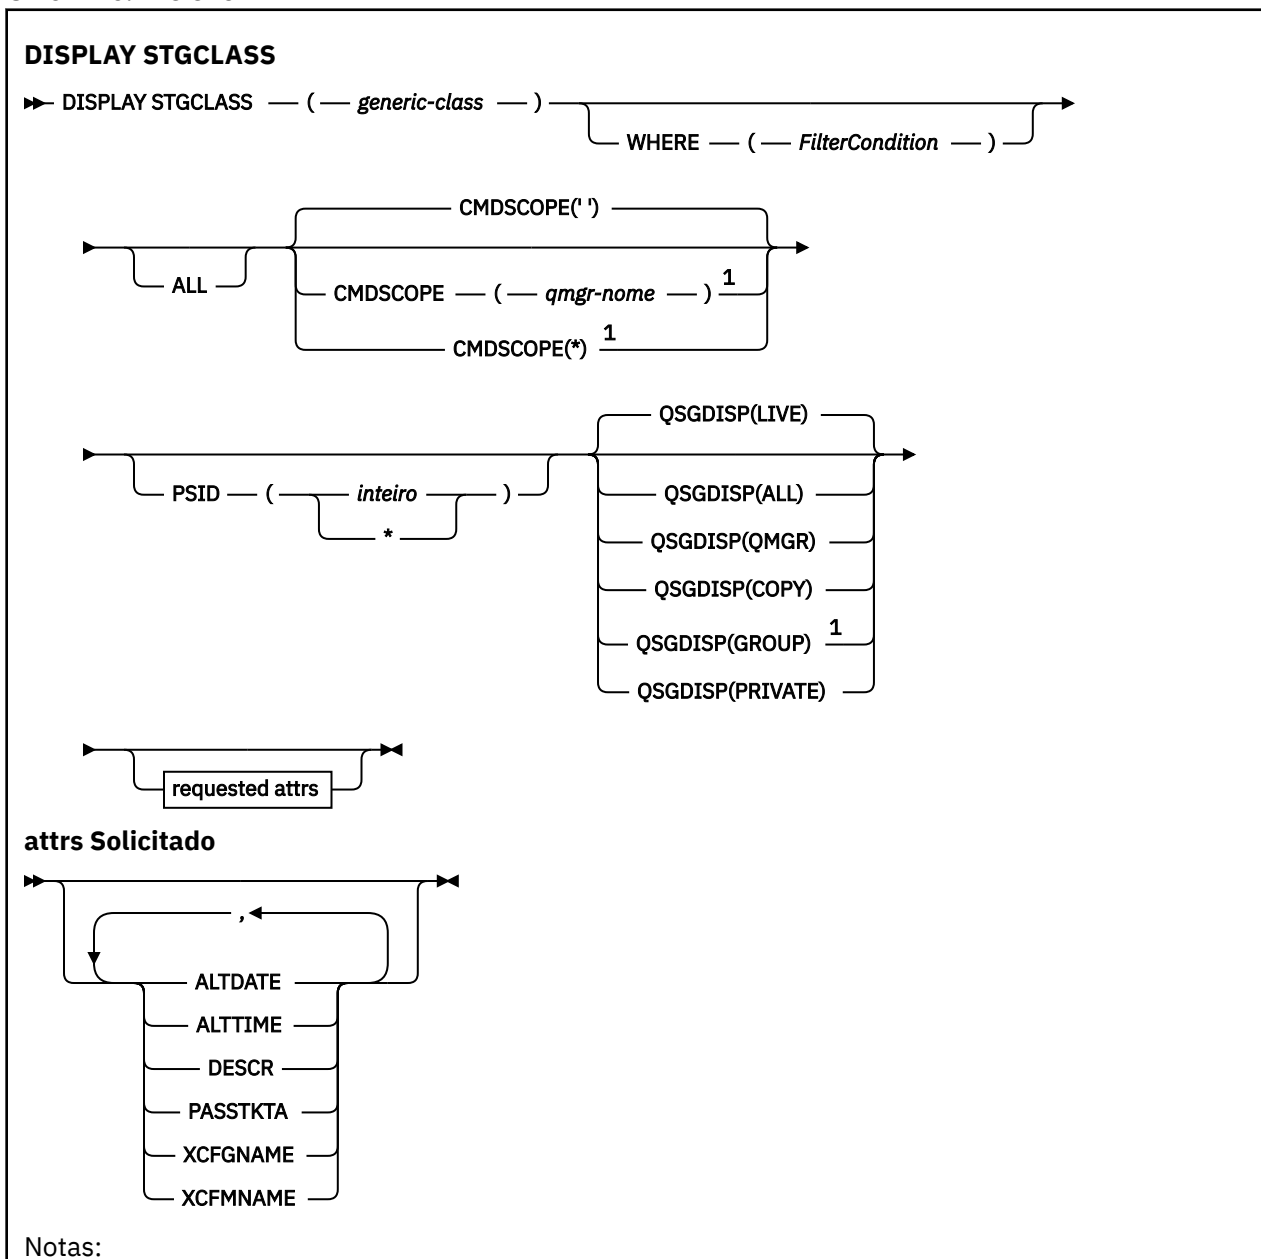 DISPLAY STGCLASS
DISPLAY STGCLASS ( generic-class )
WHERE ( FilterCondition )
CMDSCOPE(' ')
ALL
CMDSCOPE ( qmgr-nome ) 1
CMDSCOPE(*) 1
QSGDISP(LIVE)
PSID ( inteiro )
*
QSGDISP(ALL)
QSGDISP(QMGR)
QSGDISP(COPY)
QSGDISP(GROUP) 1
QSGDISP(PRIVATE)
requested attrs
attrs Solicitado
,
ALTDATE
ALTTIME
DESCR
PASSTKTA
XCFGNAME
XCFMNAME
Notas: